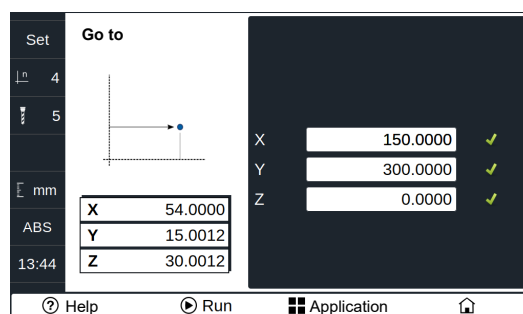 Set
Go to
n 4
5
mm
ABS
13:44
X 54.0000
Y 15.0012
Z 30.0012
X 150.0000
Y 300.0000
Z 0.0000
? Help
Run
Application